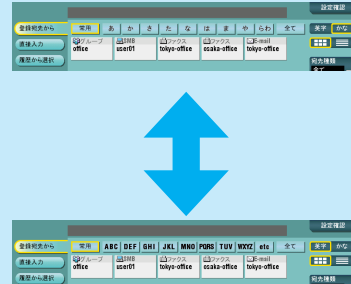 設定確認
登録宛先から 常用 あ か さ た な は ま や らわ 全て 英字 かな
直接入力 グループ SMB ファクス ファクス E-mail
office user01 tokyo-office osaka-office tokyo-office
履歴から選択 宛先種類
全て
設定確認
登録宛先から 常用 ABC DEF GHI JKL MNO PQRS TUV WXYZ etc 全て 英字 かな
直接入力 グループ SMB ファクス ファクス E-mail
office user01 tokyo-office osaka-office tokyo-office
履歴から選択 宛先種類